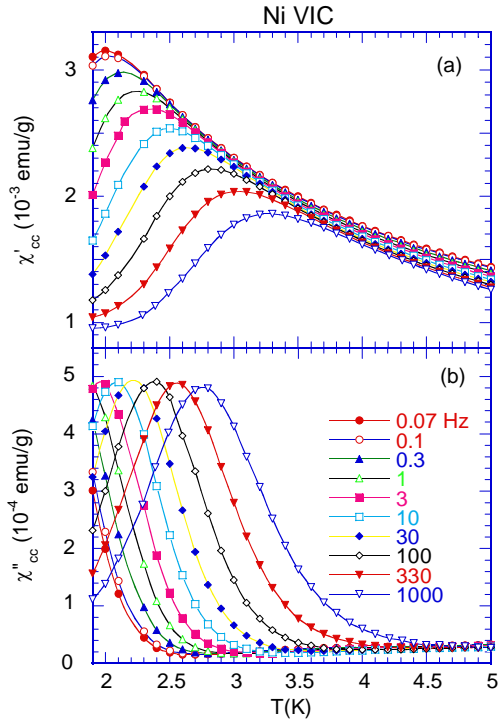 Ni VIC
(a)
3
2
1
χ'cc (10⁻³ emu/g)
(b)
5
4
3
2
1
0
χ"cc (10⁻⁴ emu/g)
0.07 Hz
0.1
0.3
1
3
10
30
100
330
1000
2 2.5 3 3.5 4 4.5 5
T(K)